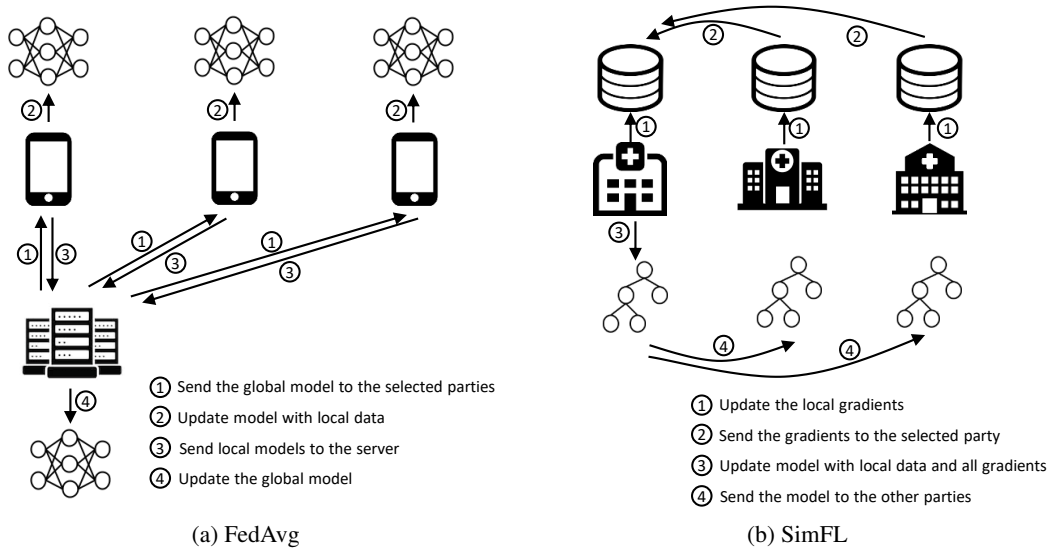 ② ② ②
① ③ ① ③ ① ③
④
① Send the global model to the selected parties
② Update model with local data
③ Send local models to the server
④ Update the global model
(a) FedAvg
② ②
① ① ①
③
④ ④
① Update the local gradients
② Send the gradients to the selected party
③ Update model with local data and all gradients
④ Send the model to the other parties
(b) SimFL